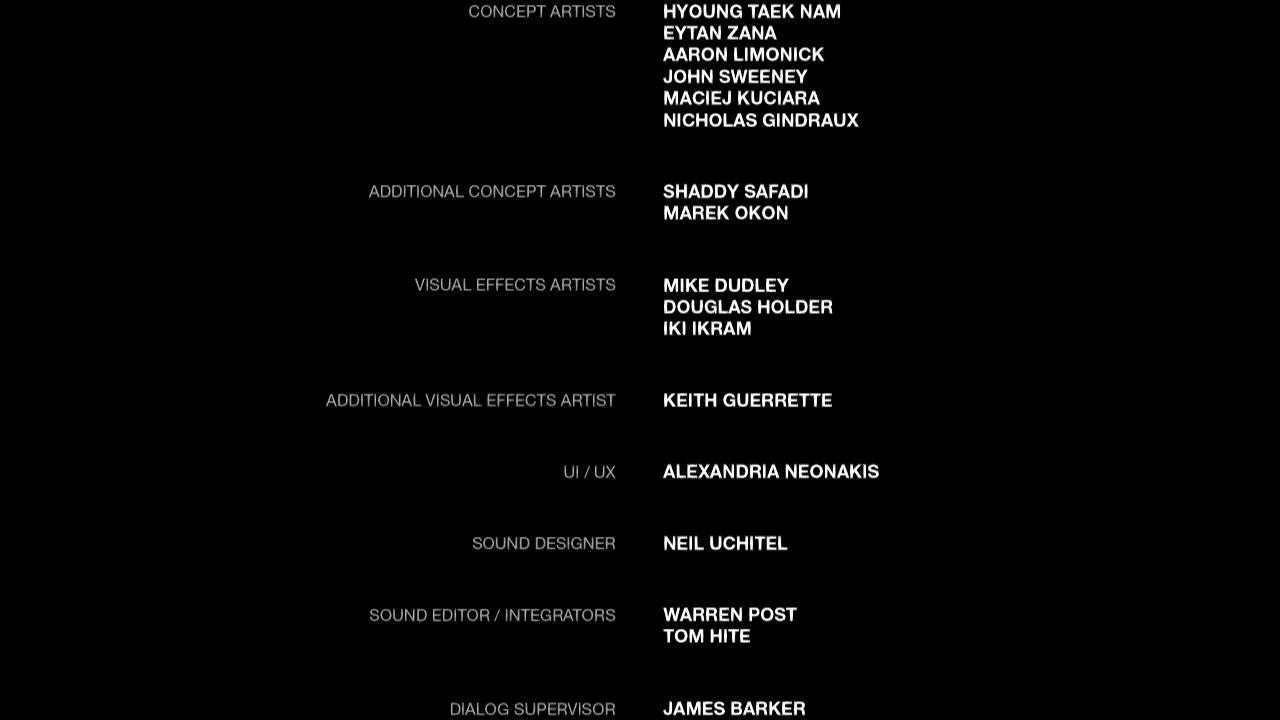 CONCEPT ARTISTS HYOUNG TAEK NAM
EYTAN ZANA
AARON LIMONICK
JOHN SWEENEY
MACIEJ KUCIARA
NICHOLAS GINDRAUX
ADDITIONAL CONCEPT ARTISTS SHADDY SAFADI
MAREK OKON
VISUAL EFFECTS ARTISTS MIKE DUDLEY
DOUGLAS HOLDER
IKI IKRAM
ADDITIONAL VISUAL EFFECTS ARTIST KEITH GUERRETTE
UI / UX ALEXANDRIA NEONAKIS
SOUND DESIGNER NEIL UCHITEL
SOUND EDITOR / INTEGRATORS WARREN POST
TOM HITE
DIALOG SUPERVISOR JAMES BARKER